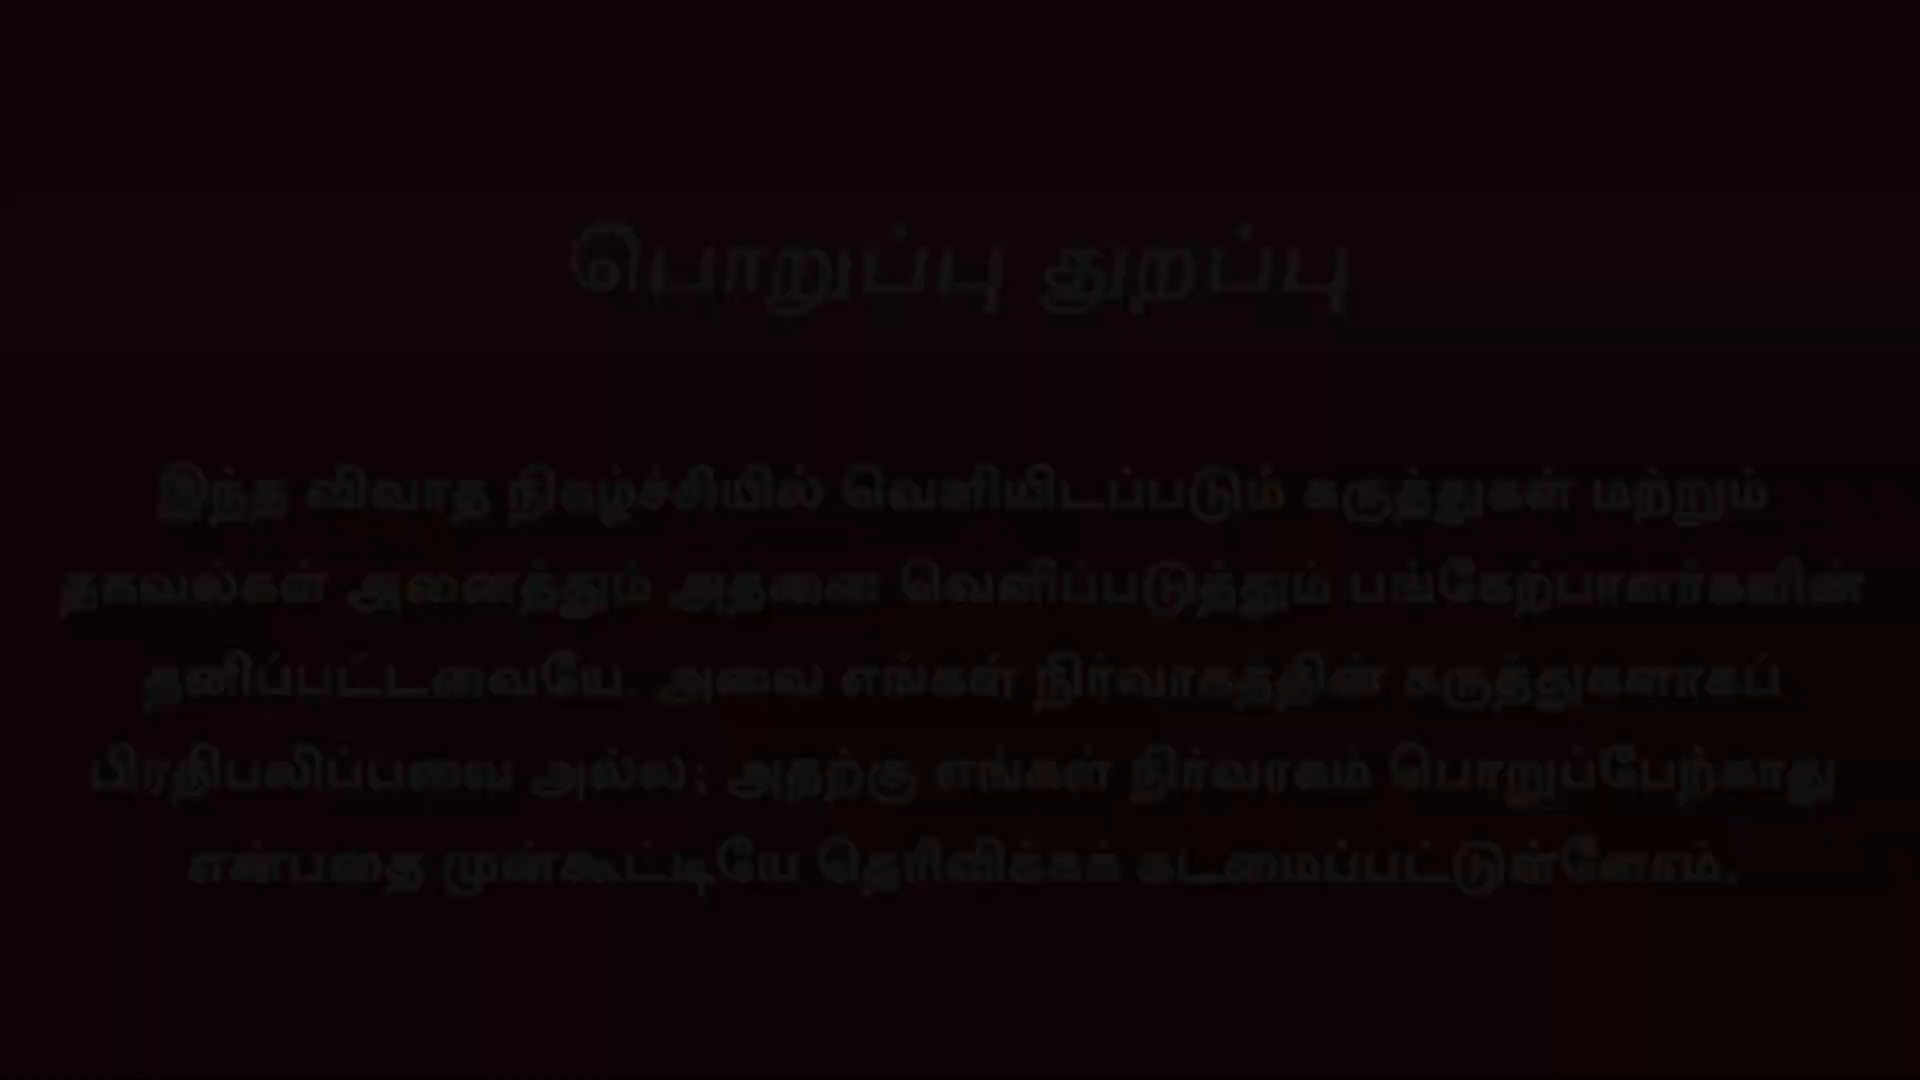 பொறுப்பு துறப்பு
இந்த விவாத நிகழ்ச்சியில் வெளியிடப்படும் கருத்துகள் மற்றும்
தகவல்கள் அனைத்தும் அதனை வெளிப்படுத்தும் பங்கேற்பாளர்களின்
தனிப்பட்டவையே. அவை எங்கள் நிர்வாகத்தின் கருத்துகளாகப்
பிரதிபலிப்பவை அல்ல; அதற்கு எங்கள் நிர்வாகம் பொறுப்பேற்காது
என்பதை முன்கூட்டியே தெரிவிக்கக் கடமைப்பட்டுள்ளோம்.